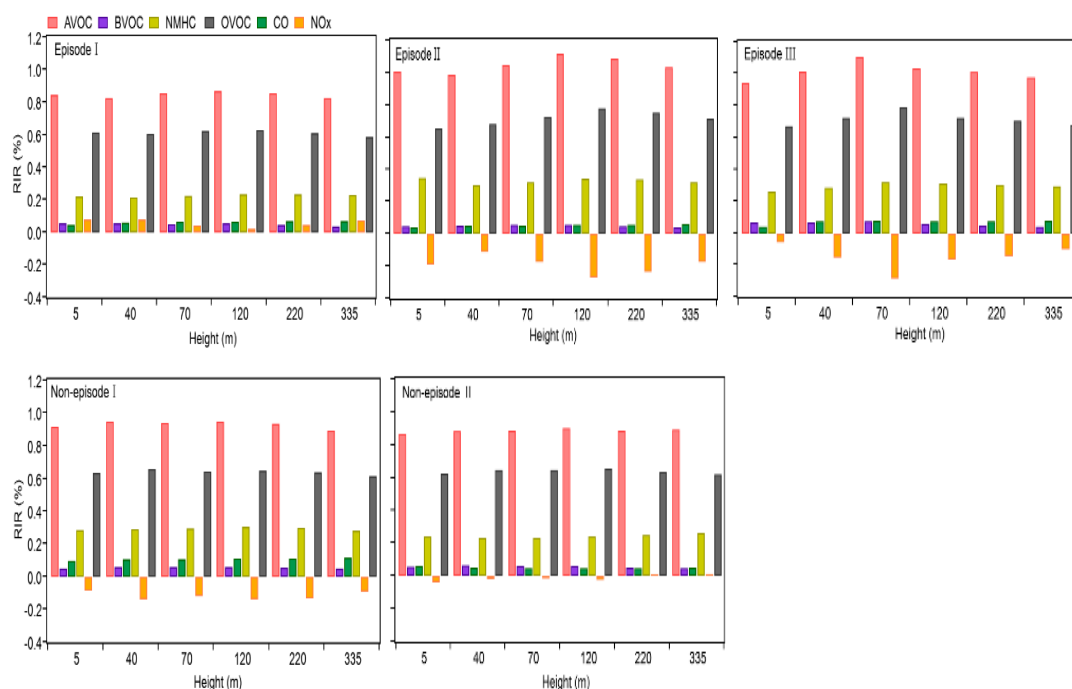 AVOC BVOC NMHC OVOC CO NOx
1.2
1.0
0.8
0.6
0.4
0.2
0.0
-0.2
-0.4
RIR (%)
Episode Ⅰ
5 40 70 120 220 335
Height (m)
Episode Ⅱ
5 40 70 120 220 335
Height (m)
Episode Ⅲ
5 40 70 120 220 335
Height (m)
1.2
1.0
0.8
0.6
0.4
0.2
0.0
-0.2
-0.4
RIR (%)
Non-episode Ⅰ
5 40 70 120 220 335
Height (m)
Non-episode Ⅱ
5 40 70 120 220 335
Height (m)